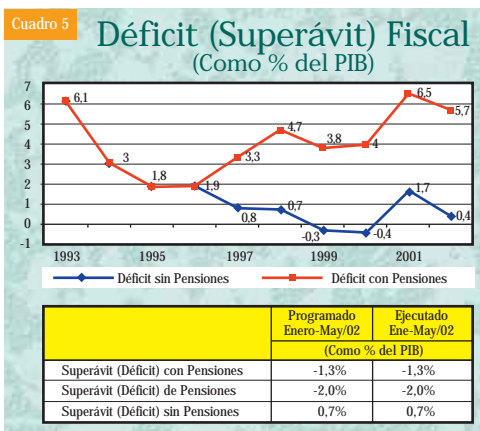 Cuadro 5
Déficit (Superávit) Fiscal
(Como % del PIB)
7
6
5
4
3
2
1
0
-1
6,1
3
1,8
1,9
3,3
4,7
3,8
4
6,5
5,7
0,8
0,7
-0,3
-0,4
1,7
0,4
1993 1995 1997 1999 2001
Déficit sin Pensiones Déficit con Pensiones
Programado Ejecutado
Enero-May/02 Ene-May/02
(Como % del PIB)
Superávit (Déficit) con Pensiones -1,3% -1,3%
Superávit (Déficit) de Pensiones -2,0% -2,0%
Superávit (Déficit) sin Pensiones 0,7% 0,7%